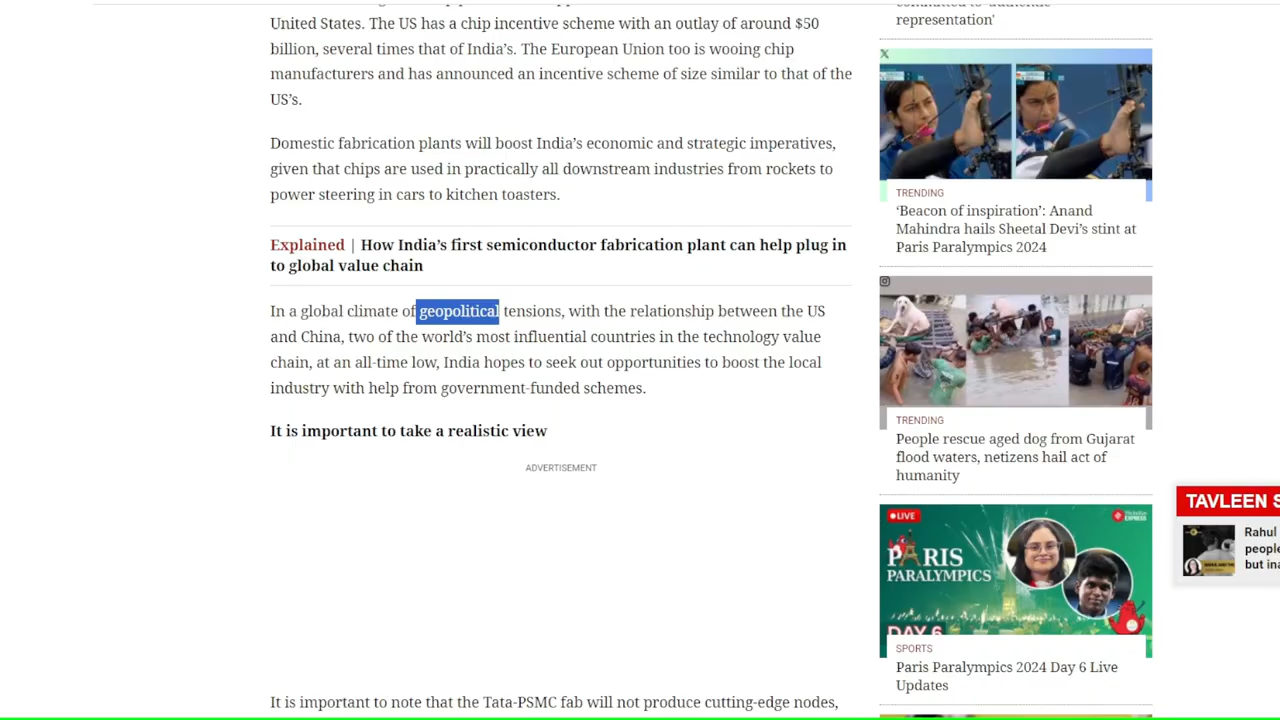 United States. The US has a chip incentive scheme with an outlay of around $50
billion, several times that of India’s. The European Union too is wooing chip
manufacturers and has announced an incentive scheme of size similar to that of the
US’s.
Domestic fabrication plants will boost India’s economic and strategic imperatives,
given that chips are used in practically all downstream industries from rockets to
power steering in cars to kitchen toasters.
Explained | How India’s first semiconductor fabrication plant can help plug in
to global value chain
In a global climate of geopolitical tensions, with the relationship between the US
and China, two of the world’s most influential countries in the technology value
chain, at an all-time low, India hopes to seek out opportunities to boost the local
industry with help from government-funded schemes.
It is important to take a realistic view
ADVERTISEMENT
It is important to note that the Tata-PSMC fab will not produce cutting-edge nodes,
representation'
TRENDING
‘Beacon of inspiration’: Anand
Mahindra hails Sheetal Devi’s stint at
Paris Paralympics 2024
TRENDING
People rescue aged dog from Gujarat
flood waters, netizens hail act of
humanity
LIVE
EXPRESS
PARIS
PARALYMPICS
DAY 6
SPORTS
Paris Paralympics 2024 Day 6 Live
Updates
TAVLEEN S
Rahul
people
but ina